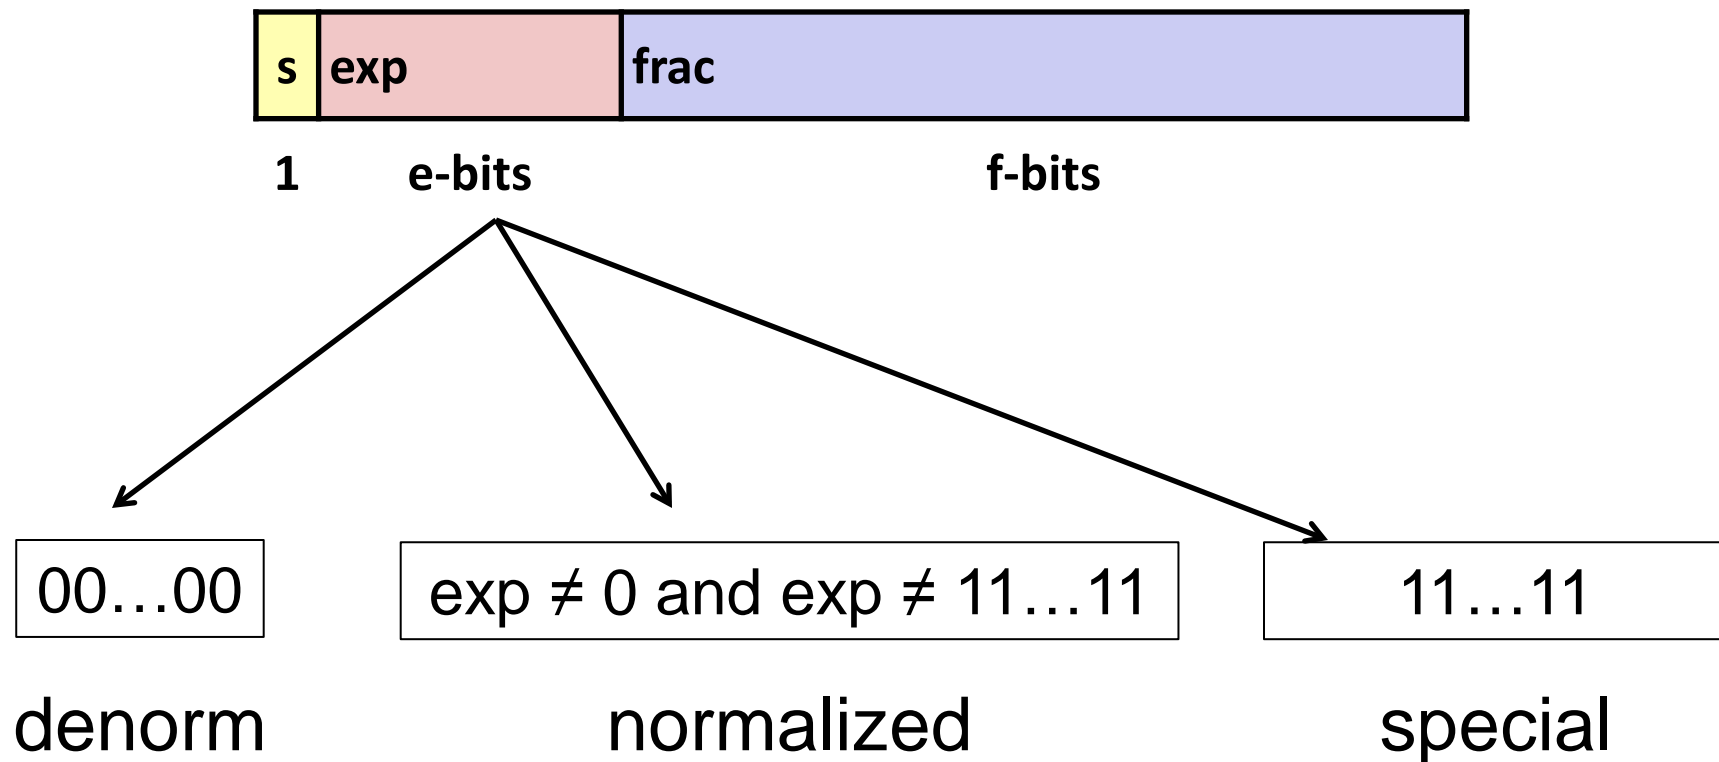 s exp frac
1 e-bits f-bits
00…00 exp ≠ 0 and exp ≠ 11…11 11…11
denorm normalized special